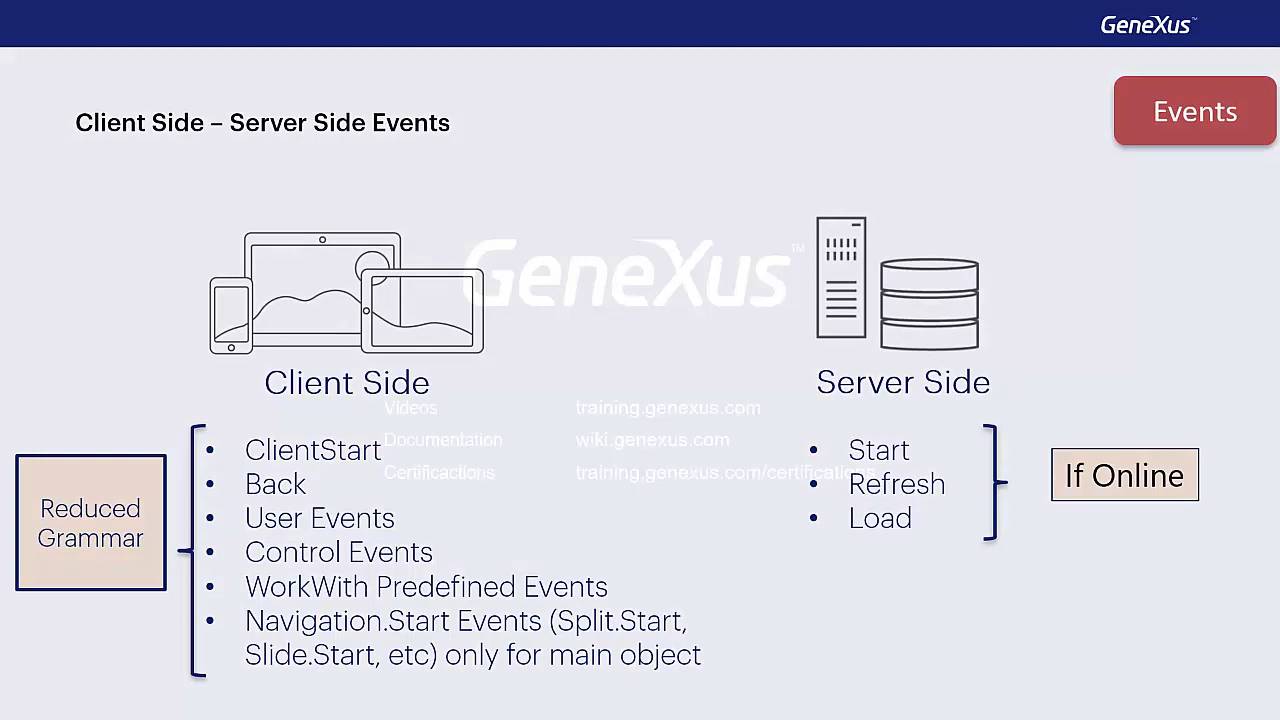 GeneXus™
Events
Client Side – Server Side Events
GeneXus™
Client Side
Server Side
Videos training.genexus.com
Documentation wiki.genexus.com
Certificactions training.genexus.com/certifications
Reduced
Grammar
• ClientStart
• Back
• User Events
• Control Events
• WorkWith Predefined Events
• Navigation.Start Events (Split.Start,
Slide.Start, etc) only for main object
• Start
• Refresh
• Load
If Online